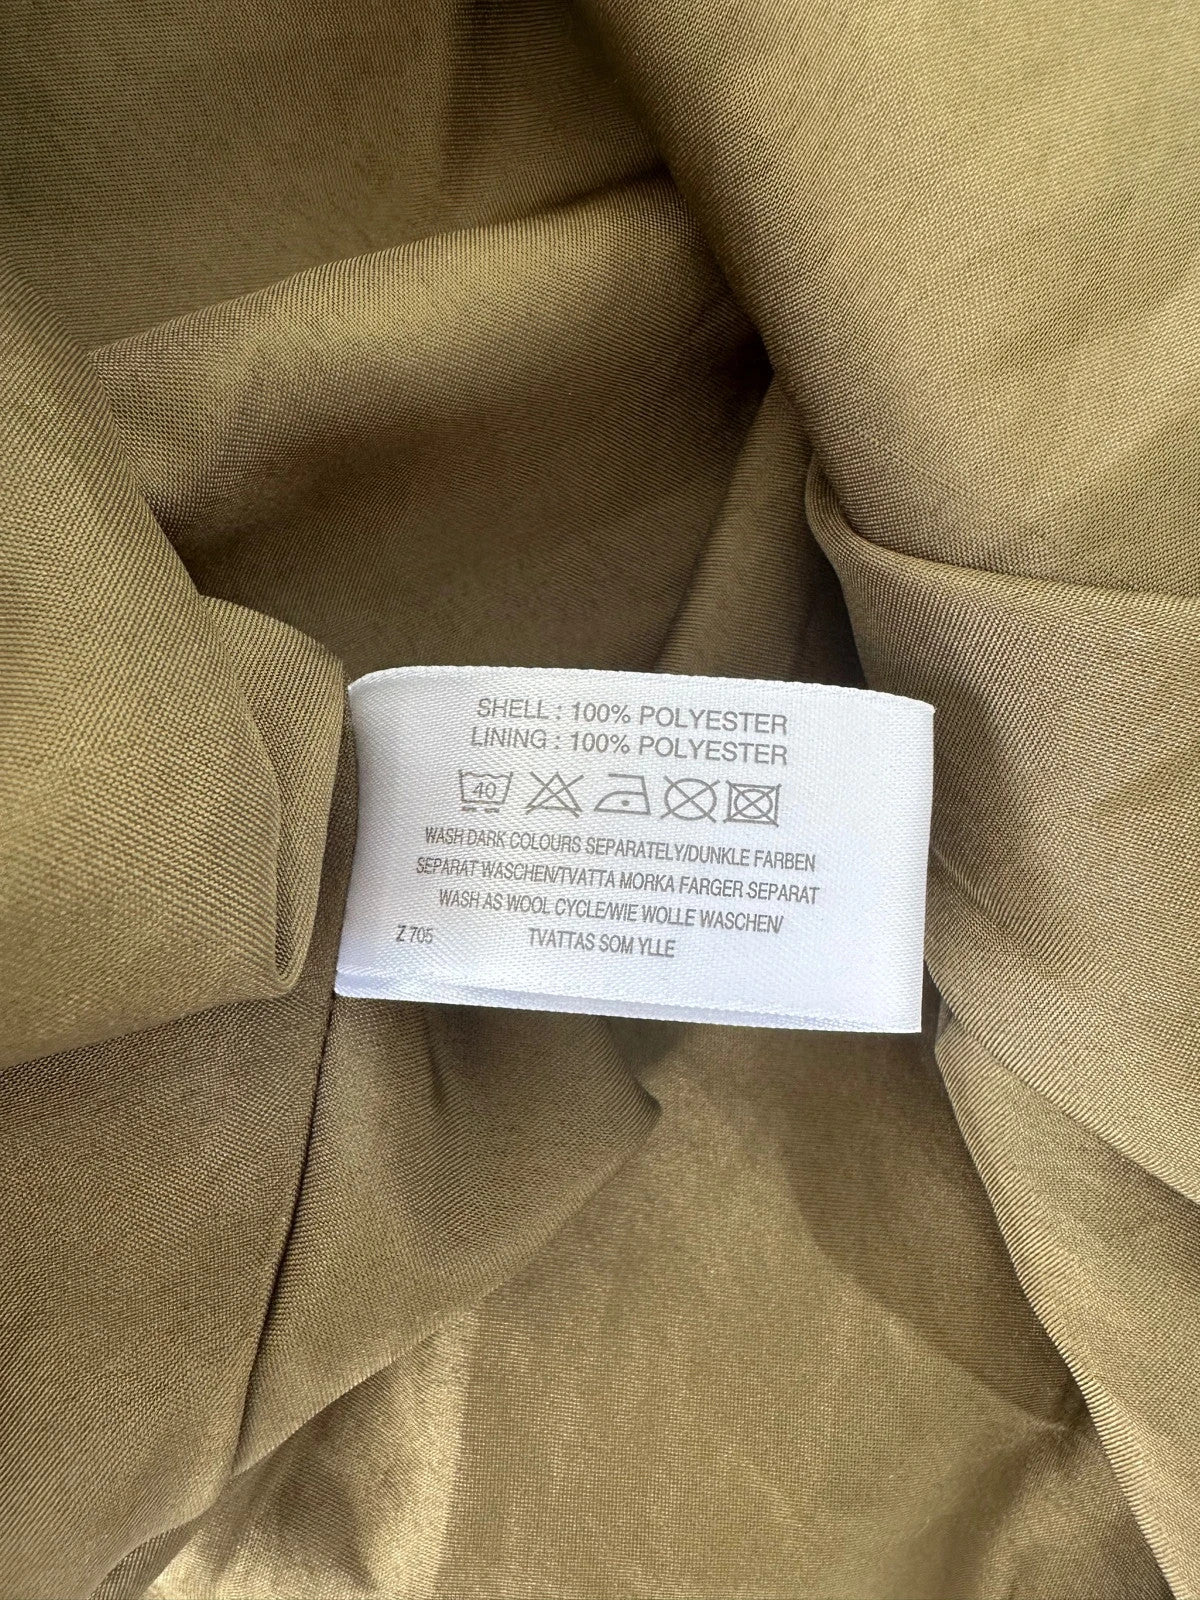 SHELL : 100% POLYESTER
LINING : 100% POLYESTER
40
WASH DARK COLOURS SEPARATELY/DUNKLE FARBEN
SEPARAT WASCHEN/TVATTA MORKA FARGER SEPARAT
WASH AS WOOL CYCLE/WIE WOLLE WASCHEN/
Z 705 TVATTAS SOM YLLE